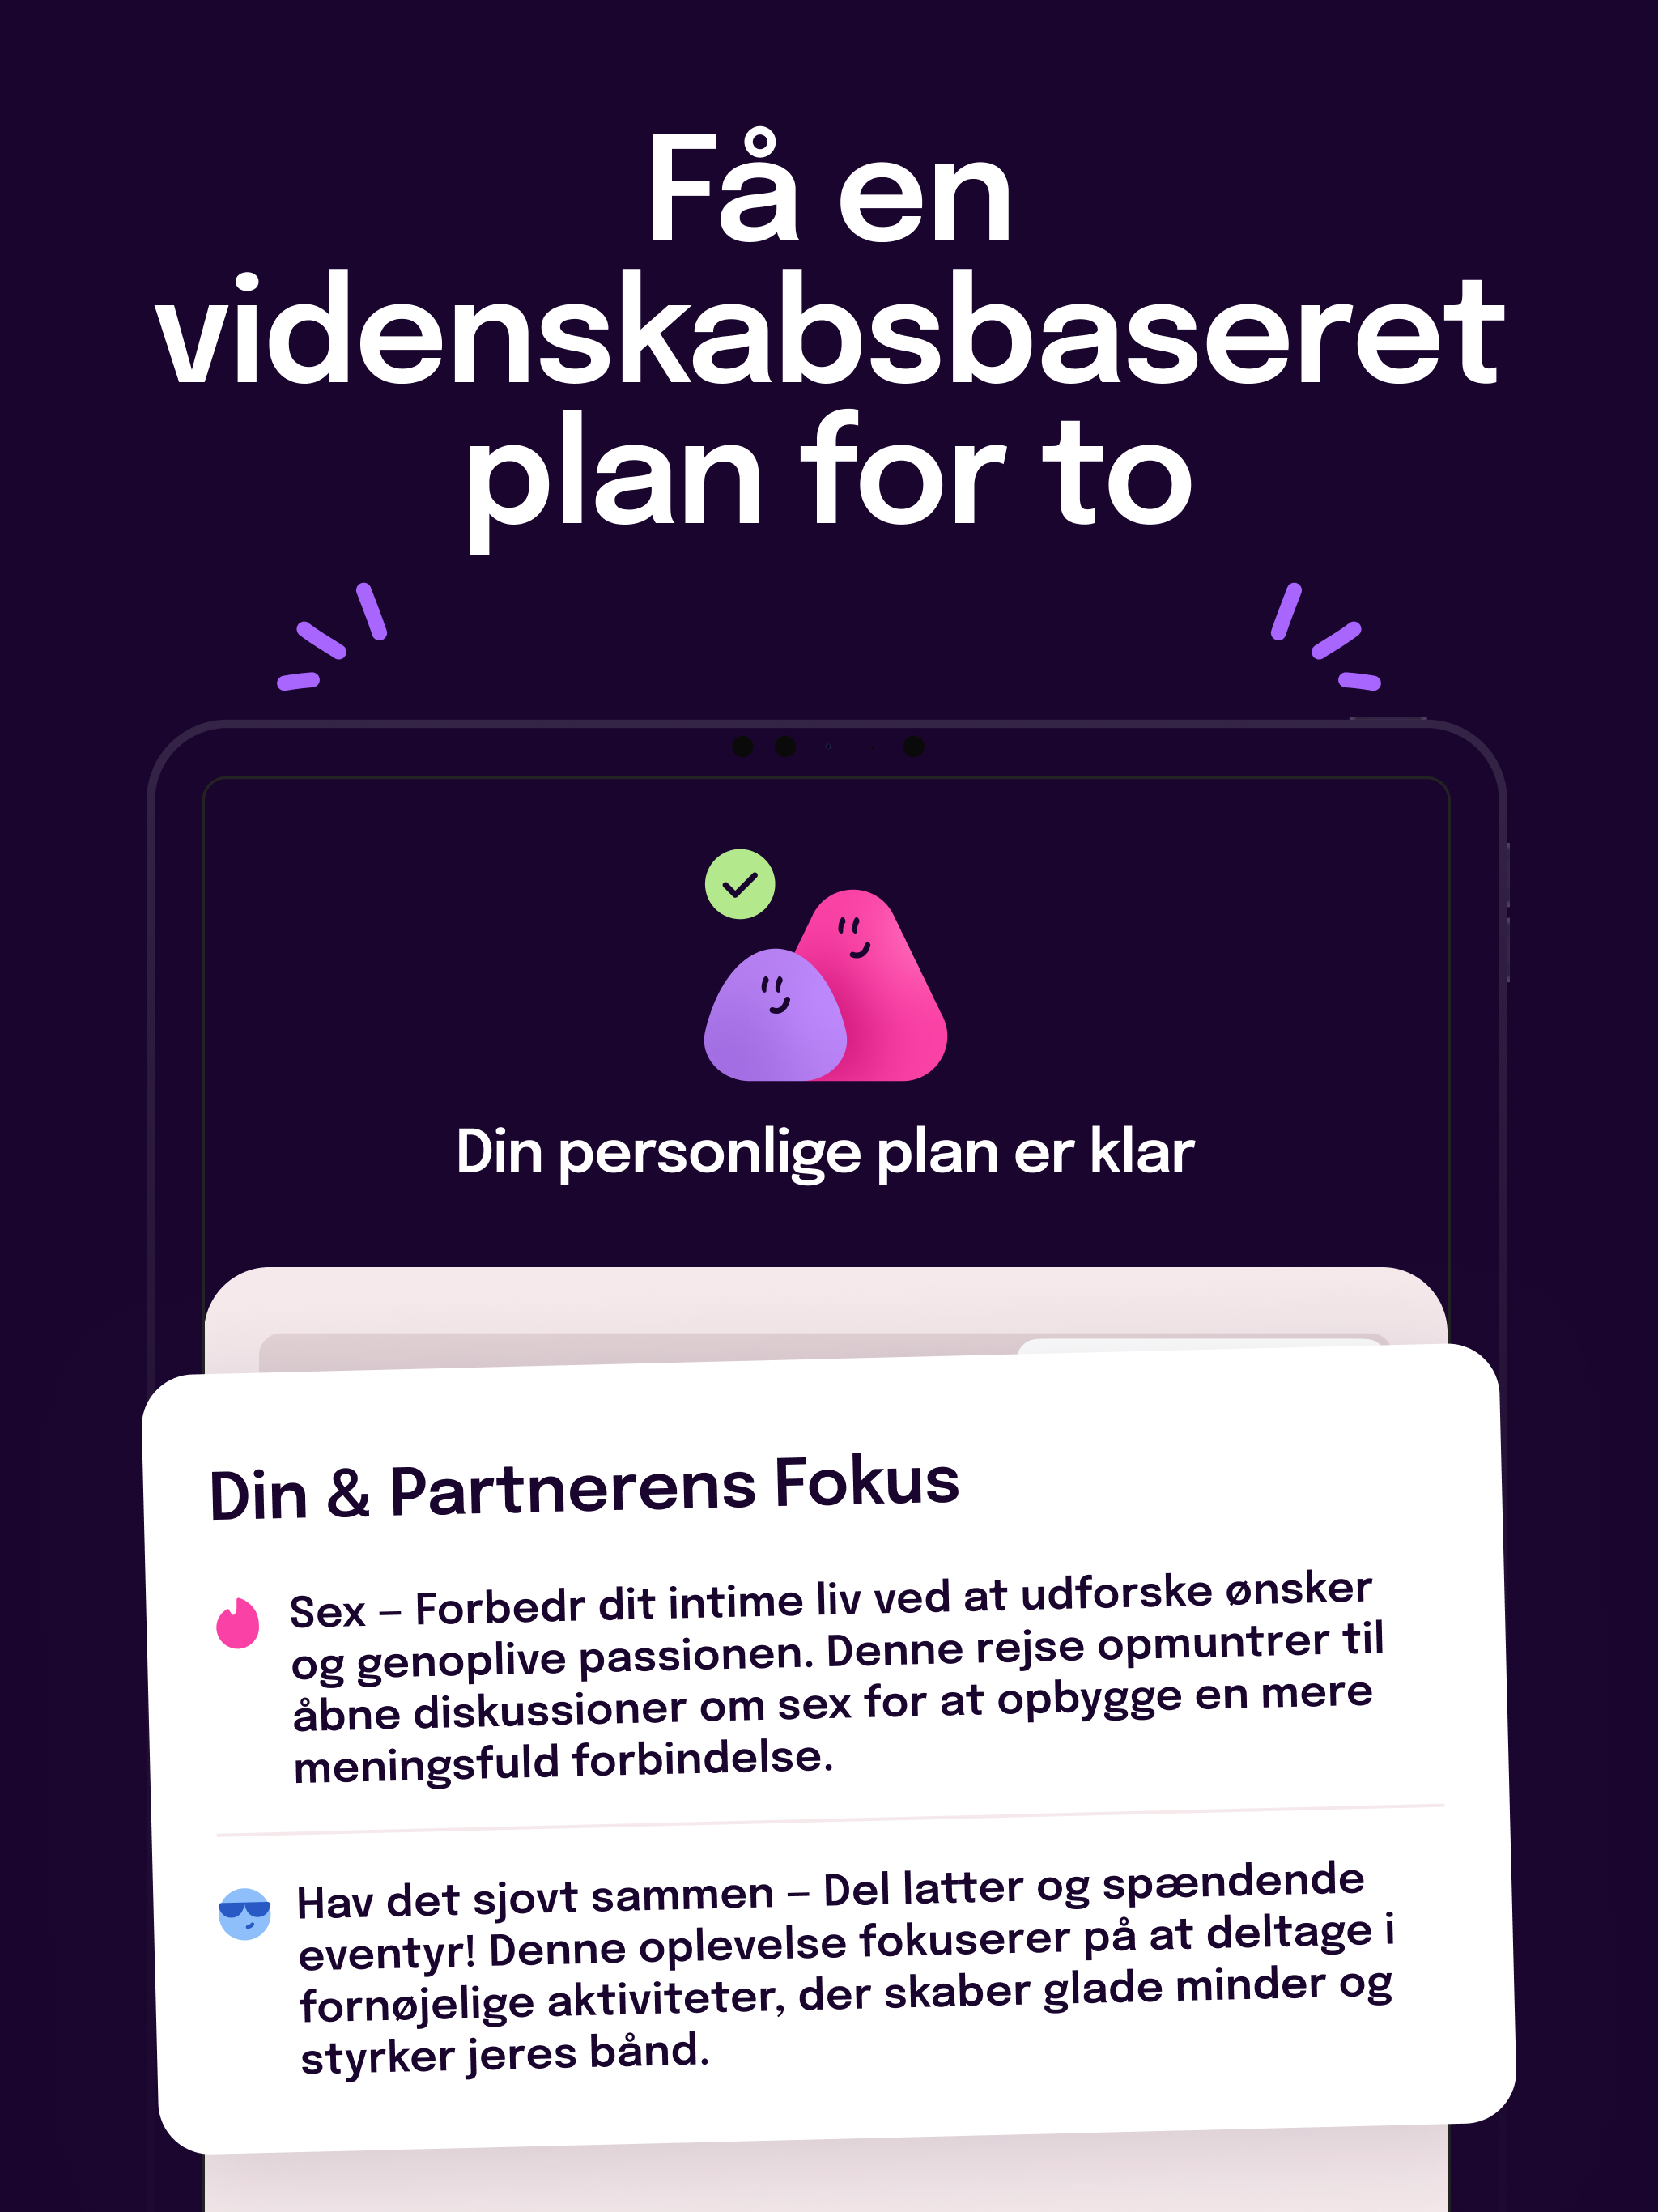 Få en
videnskabsbaseret
plan for to
Din personlige plan er klar
Din & Partnerens Fokus
Sex – Forbedr dit intime liv ved at udforske ønsker
og genoplive passionen. Denne rejse opmuntrer til
åbne diskussioner om sex for at opbygge en mere
meningsfuld forbindelse.
Hav det sjovt sammen – Del latter og spændende
eventyr! Denne oplevelse fokuserer på at deltage i
fornøjelige aktiviteter, der skaber glade minder og
styrker jeres bånd.